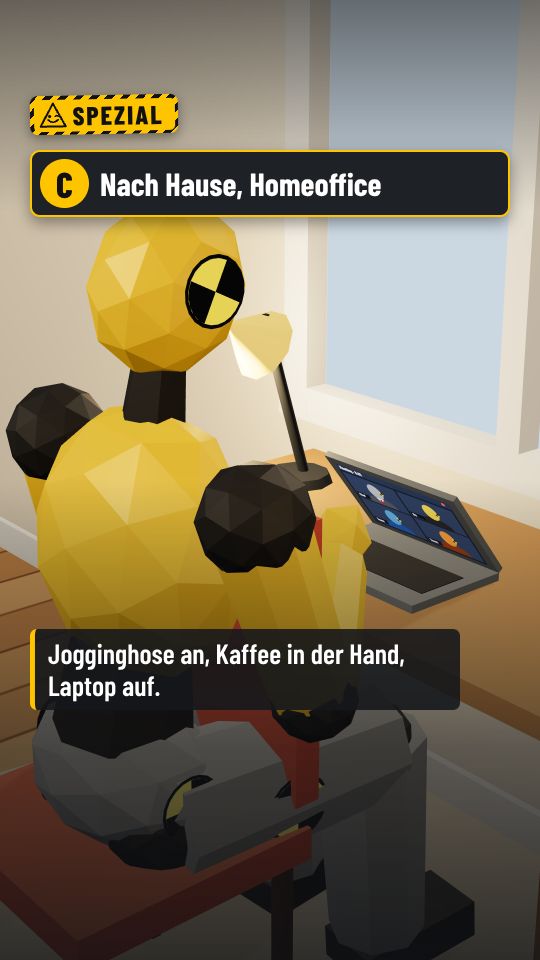 SPEZIAL
C Nach Hause, Homeoffice
Jogginghose an, Kaffee in der Hand,
Laptop auf.